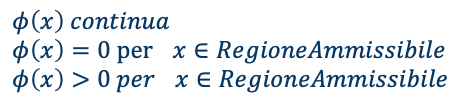 ϕ(x) continua
ϕ(x) = 0 per x ∈ RegioneAmmissibile
ϕ(x) > 0 per x ∈ RegioneAmmissibile